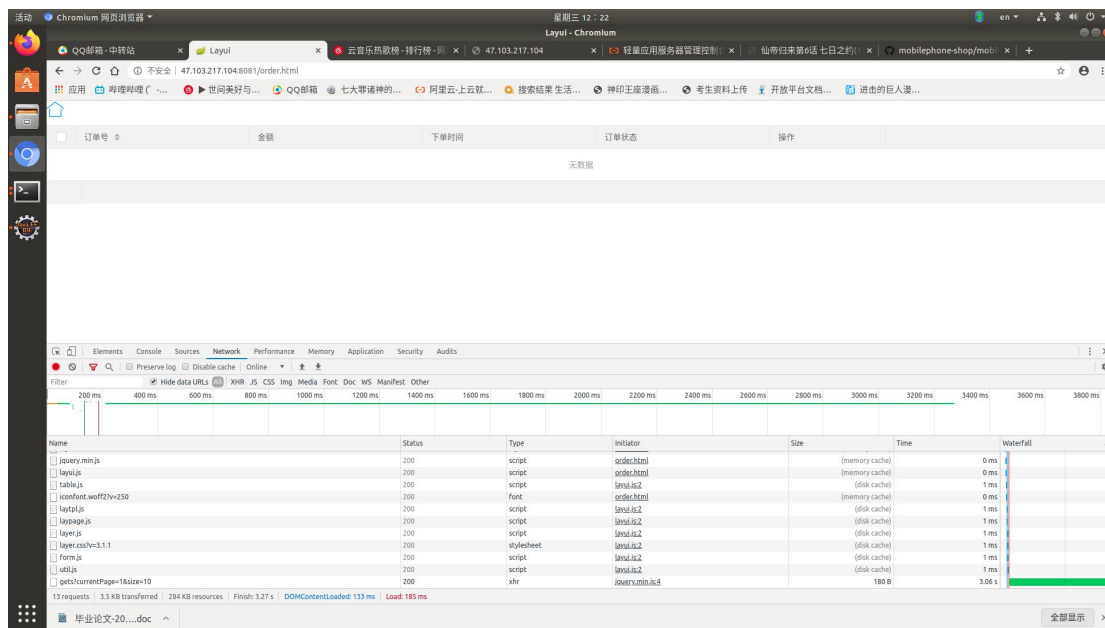 活动 Chromium 网页浏览器 星期三 12：22 en
Layui - Chromium
QQ邮箱-中转站 × Layui × 云音乐热歌榜-排行榜-网 × 47.103.217.104 × 轻量应用服务器管理控制 × 仙帝归来第6话 七日之约( × mobilephone-shop/mobil × +
不安全 | 47.103.217.104:8081/order.html
应用 哔哩哔哩 (゜-... ▶世间美好与... QQ邮箱 七大罪诸神的... 阿里云-上云就... 搜索结果 生活... 神印王座漫画... 考生资料上传 开放平台文档... 进击的巨人漫...
订单号 金额 下单时间 订单状态 操作
无数据
Elements Console Sources Network Performance Memory Application Security Audits
Preserve log Disable cache Online
Filter Hide data URLs All XHR JS CSS Img Media Font Doc WS Manifest Other
200 ms 400 ms 600 ms 800 ms 1000 ms 1200 ms 1400 ms 1600 ms 1800 ms 2000 ms 2200 ms 2400 ms 2600 ms 2800 ms 3000 ms 3200 ms 3400 ms 3600 ms 3800 ms
Name Status Type Initiator Size Time Waterfall
jquery.min.js 200 script order.html (memory cache) 0 ms
layui.js 200 script order.html (memory cache) 0 ms
table.js 200 script layui.js:2 (disk cache) 1 ms
iconfont.woff2?v=250 200 font order.html (memory cache) 0 ms
laytpl.js 200 script layui.js:2 (disk cache) 1 ms
laypage.js 200 script layui.js:2 (disk cache) 1 ms
layer.js 200 script layui.js:2 (disk cache) 1 ms
layer.css?v=3.1.1 200 stylesheet layui.js:2 (disk cache) 1 ms
form.js 200 script layui.js:2 (disk cache) 1 ms
util.js 200 script layui.js:2 (disk cache) 1 ms
gets?currentPage=1&size=10 200 xhr jquery.min.js:4 180 B 3.06 s
13 requests | 3.5 KB transferred | 284 KB resources | Finish: 3.27 s | DOMContentLoaded: 133 ms | Load: 185 ms
毕业论文-20....doc 全部显示